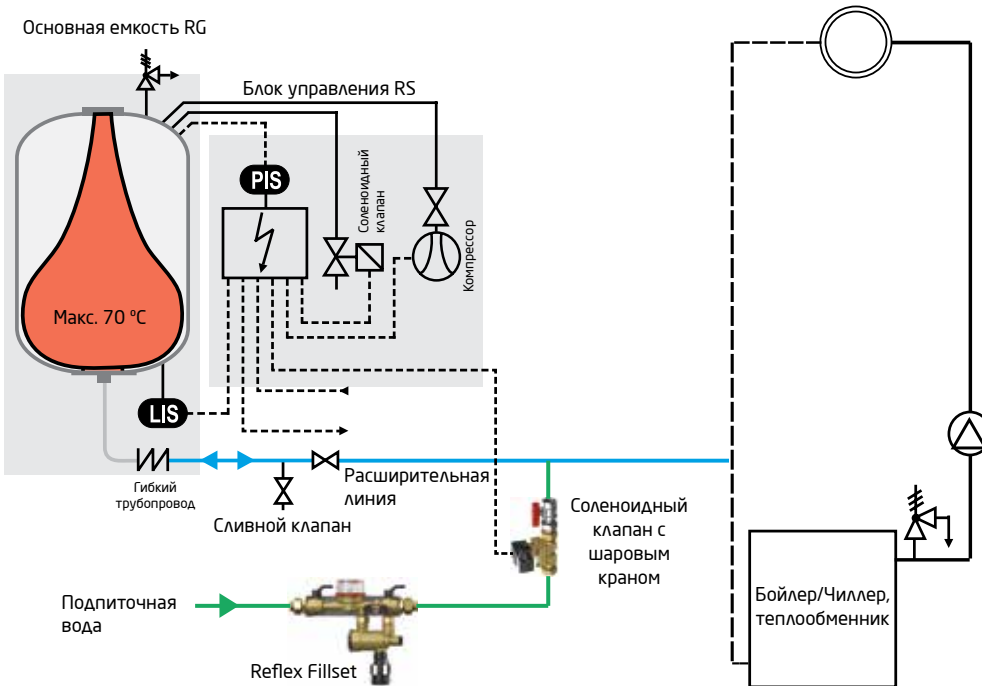 Основная емкость RG
Блок управления RS
PIS
Соленоидный
клапан
Компрессор
Макс. 70 °C
LIS
Гибкий
трубопровод
Расширительная
линия
Сливной клапан
Соленоидный
клапан с
шаровым
краном
Подпиточная
вода
Reflex Fillset
Бойлер/Чиллер,
теплообменник